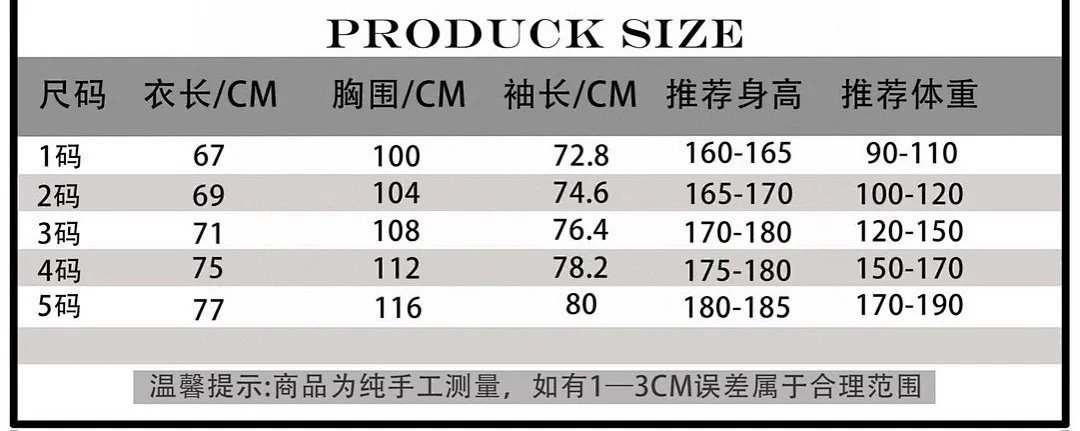 PRODUCK SIZE
尺码 衣长/CM 胸围/CM 袖长/CM 推荐身高 推荐体重
1码 67 100 72.8 160-165 90-110
2码 69 104 74.6 165-170 100-120
3码 71 108 76.4 170-180 120-150
4码 75 112 78.2 175-180 150-170
5码 77 116 80 180-185 170-190
温馨提示:商品为纯手工测量，如有1—3CM误差属于合理范围